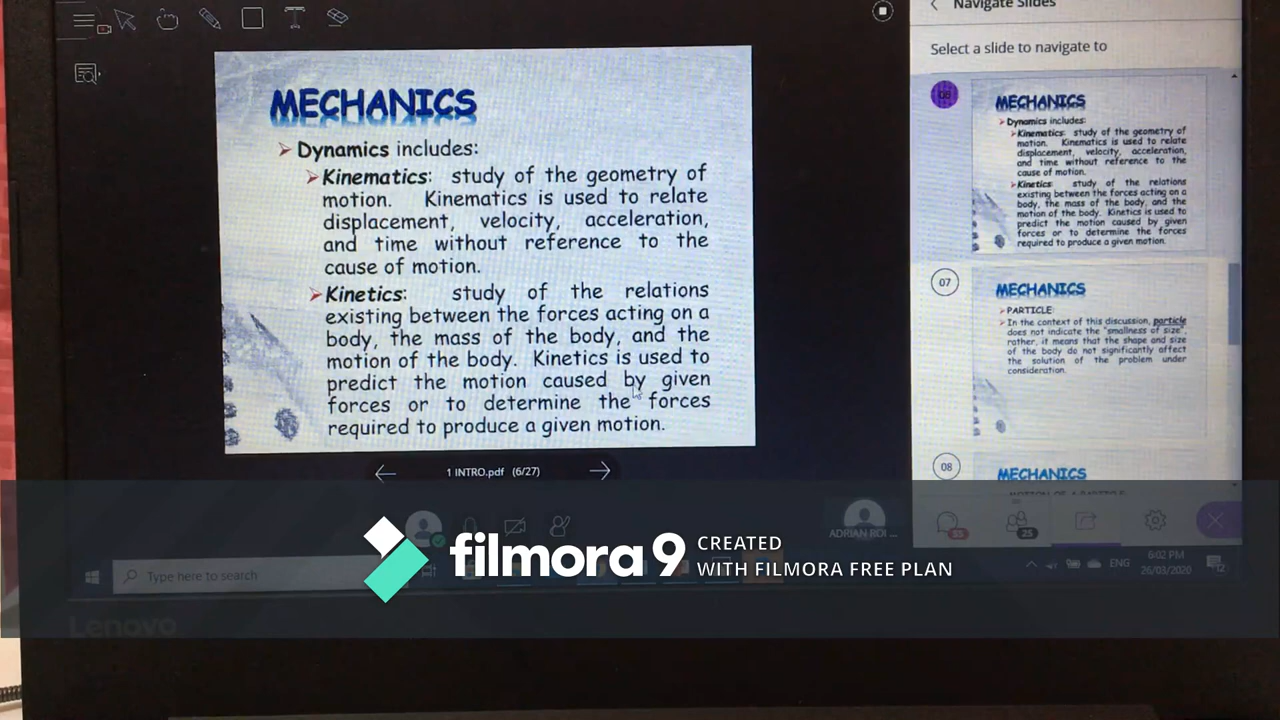 Navigate Slides
Select a slide to navigate to
MECHANICS
Dynamics includes:
Kinematics: study of the geometry of
motion. Kinematics is used to relate
displacement, velocity, acceleration,
and time without reference to the
cause of motion.
Kinetics: study of the relations
existing between the forces acting on a
body, the mass of the body, and the
motion of the body. Kinetics is used to
predict the motion caused by given
forces or to determine the forces
required to produce a given motion.
1 INTRO.pdf (6/27)
06
MECHANICS
Dynamics includes:
Kinematics: study of the geometry of
motion. Kinematics is used to relate
displacement, velocity, acceleration,
and time without reference to the
cause of motion.
Kinetics: study of the relations
existing between the forces acting on a
body, the mass of the body, and the
motion of the body. Kinetics is used to
predict the motion caused by given
forces or to determine the forces
required to produce a given motion.
07
MECHANICS
PARTICLE:
In the context of this discussion, particle
does not indicate the "smallness of size",
rather, it means that the shape and size
of the body do not significantly affect
the solution of the problem under
consideration.
08
MECHANICS
ADRIAN ROI ...
55
25
filmora9 CREATED
WITH FILMORA FREE PLAN
Type here to search
ENG
6:02 PM
26/03/2020
12
Lenovo